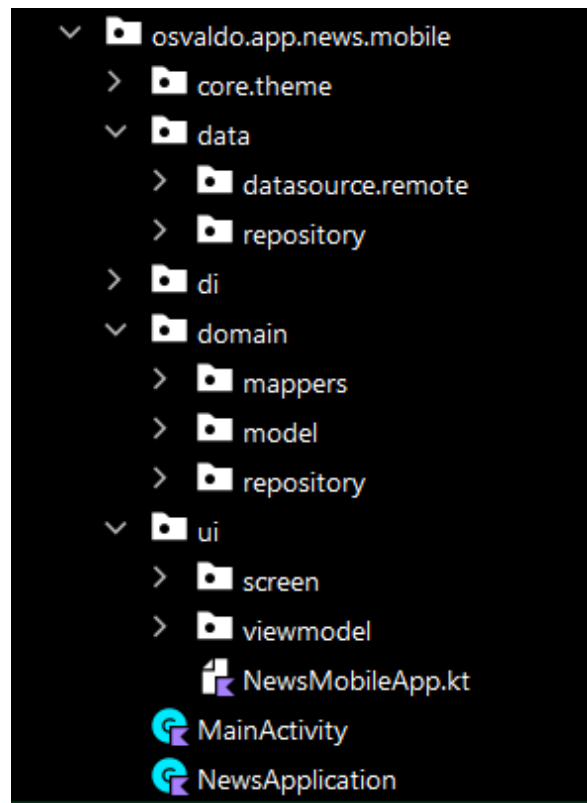 osvaldo.app.news.mobile
core.theme
data
datasource.remote
repository
di
domain
mappers
model
repository
ui
screen
viewmodel
NewsMobileApp.kt
MainActivity
NewsApplication